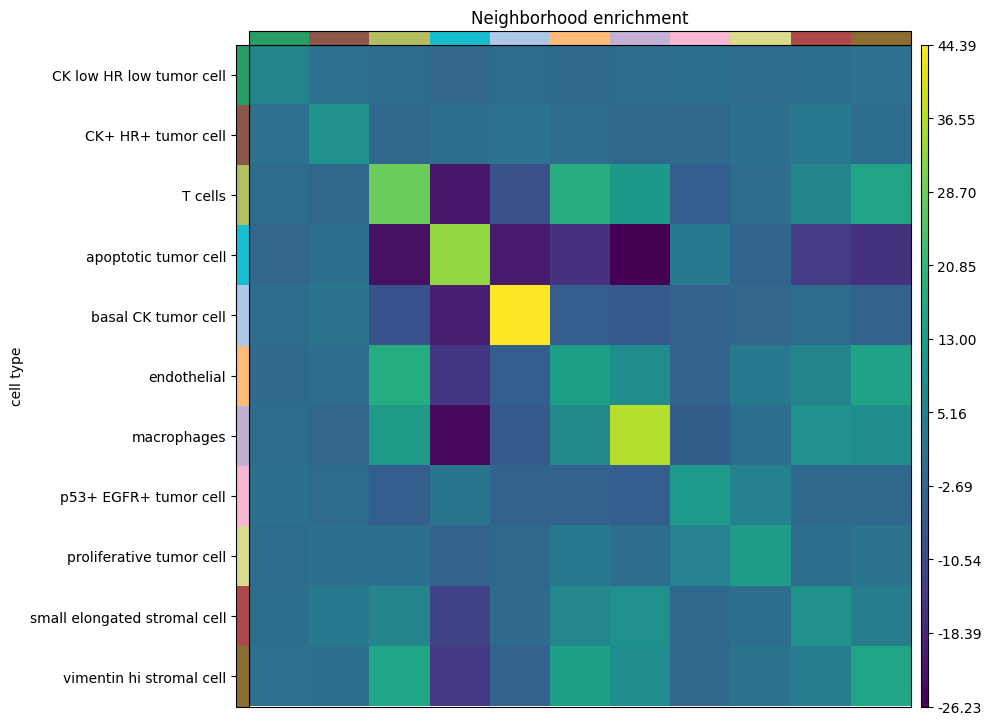 Neighborhood enrichment
cell type
CK low HR low tumor cell
CK+ HR+ tumor cell
T cells
apoptotic tumor cell
basal CK tumor cell
endothelial
macrophages
p53+ EGFR+ tumor cell
proliferative tumor cell
small elongated stromal cell
vimentin hi stromal cell
44.39
36.55
28.70
20.85
13.00
5.16
-2.69
-10.54
-18.39
-26.23